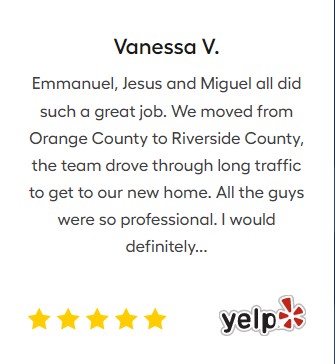 Vanessa V.
Emmanuel, Jesus and Miguel all did
such a great job. We moved from
Orange County to Riverside County,
the team drove through long traffic
to get to our new home. All the guys
were so professional. I would
definitely...
yelp